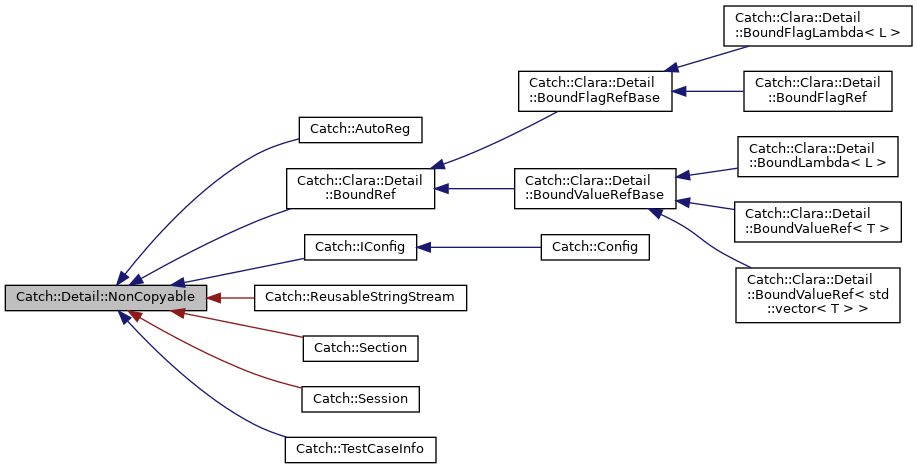 Catch::Clara::Detail
::BoundFlagLambda< L >
Catch::Clara::Detail
::BoundFlagRefBase
Catch::Clara::Detail
::BoundFlagRef
Catch::AutoReg
Catch::Clara::Detail
::BoundLambda< L >
Catch::Clara::Detail
::BoundRef
Catch::Clara::Detail
::BoundValueRefBase
Catch::Clara::Detail
::BoundValueRef< T >
Catch::IConfig
Catch::Config
Catch::Clara::Detail
::BoundValueRef< std
::vector< T > >
Catch::Detail::NonCopyable
Catch::ReusableStringStream
Catch::Section
Catch::Session
Catch::TestCaseInfo